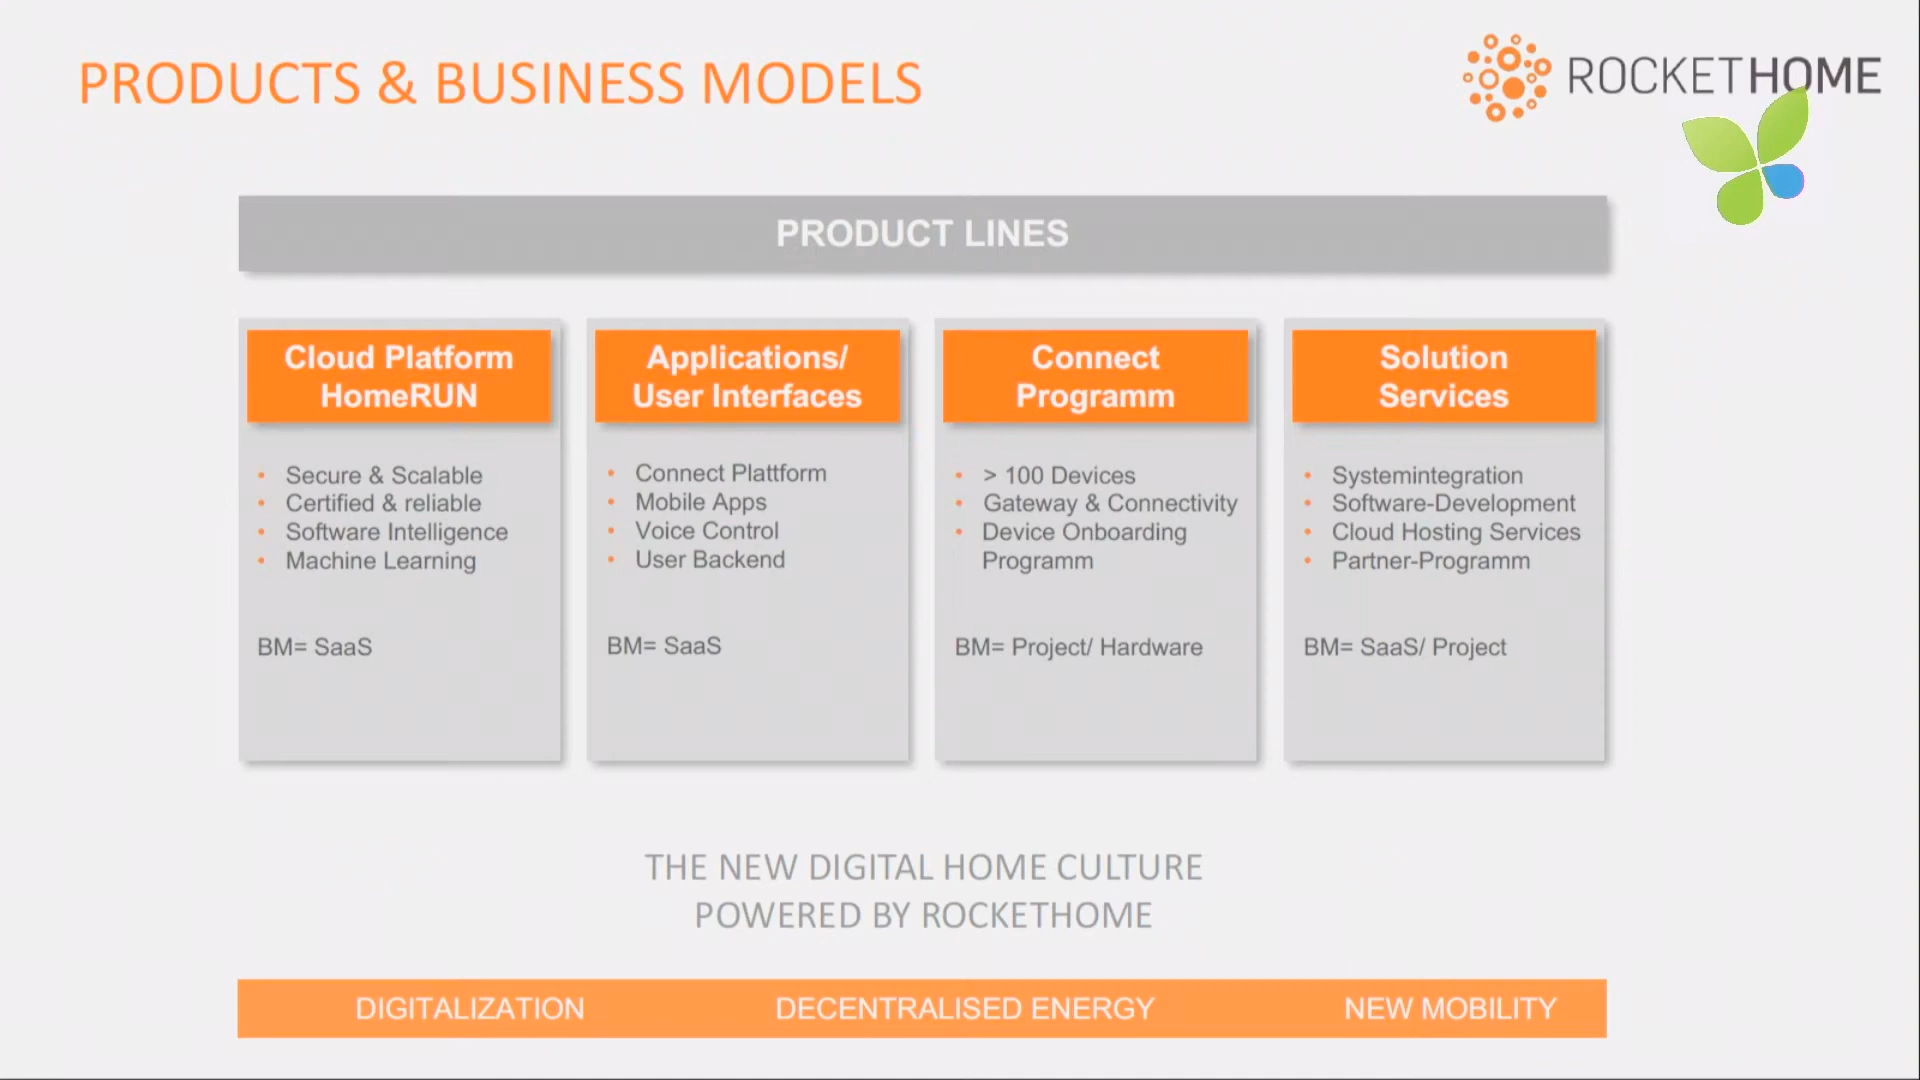 PRODUCTS & BUSINESS MODELS
ROCKETHOME
PRODUCT LINES
Cloud Platform
HomeRUN
• Secure & Scalable
• Certified & reliable
• Software Intelligence
• Machine Learning
BM= SaaS
Applications/
User Interfaces
• Connect Plattform
• Mobile Apps
• Voice Control
• User Backend
BM= SaaS
Connect
Programm
• > 100 Devices
• Gateway & Connectivity
• Device Onboarding
Programm
BM= Project/ Hardware
Solution
Services
• Systemintegration
• Software-Development
• Cloud Hosting Services
• Partner-Programm
BM= SaaS/ Project
THE NEW DIGITAL HOME CULTURE
POWERED BY ROCKETHOME
DIGITALIZATION DECENTRALISED ENERGY NEW MOBILITY